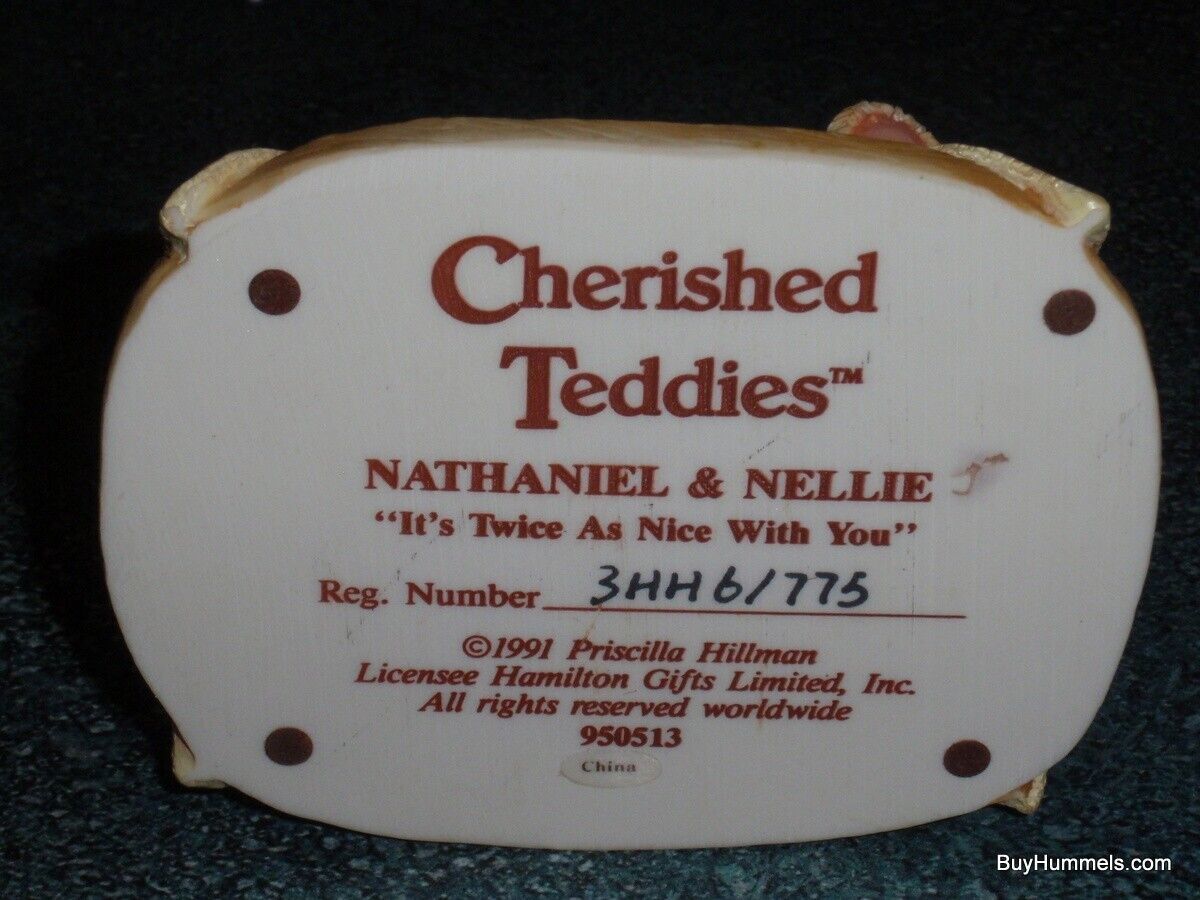 Cherished
Teddies™
NATHANIEL & NELLIE
“It's Twice As Nice With You”
Reg. Number 3HH6/775
©1991 Priscilla Hillman
Licensee Hamilton Gifts Limited, Inc.
All rights reserved worldwide
950513
China
BuyHummels.com